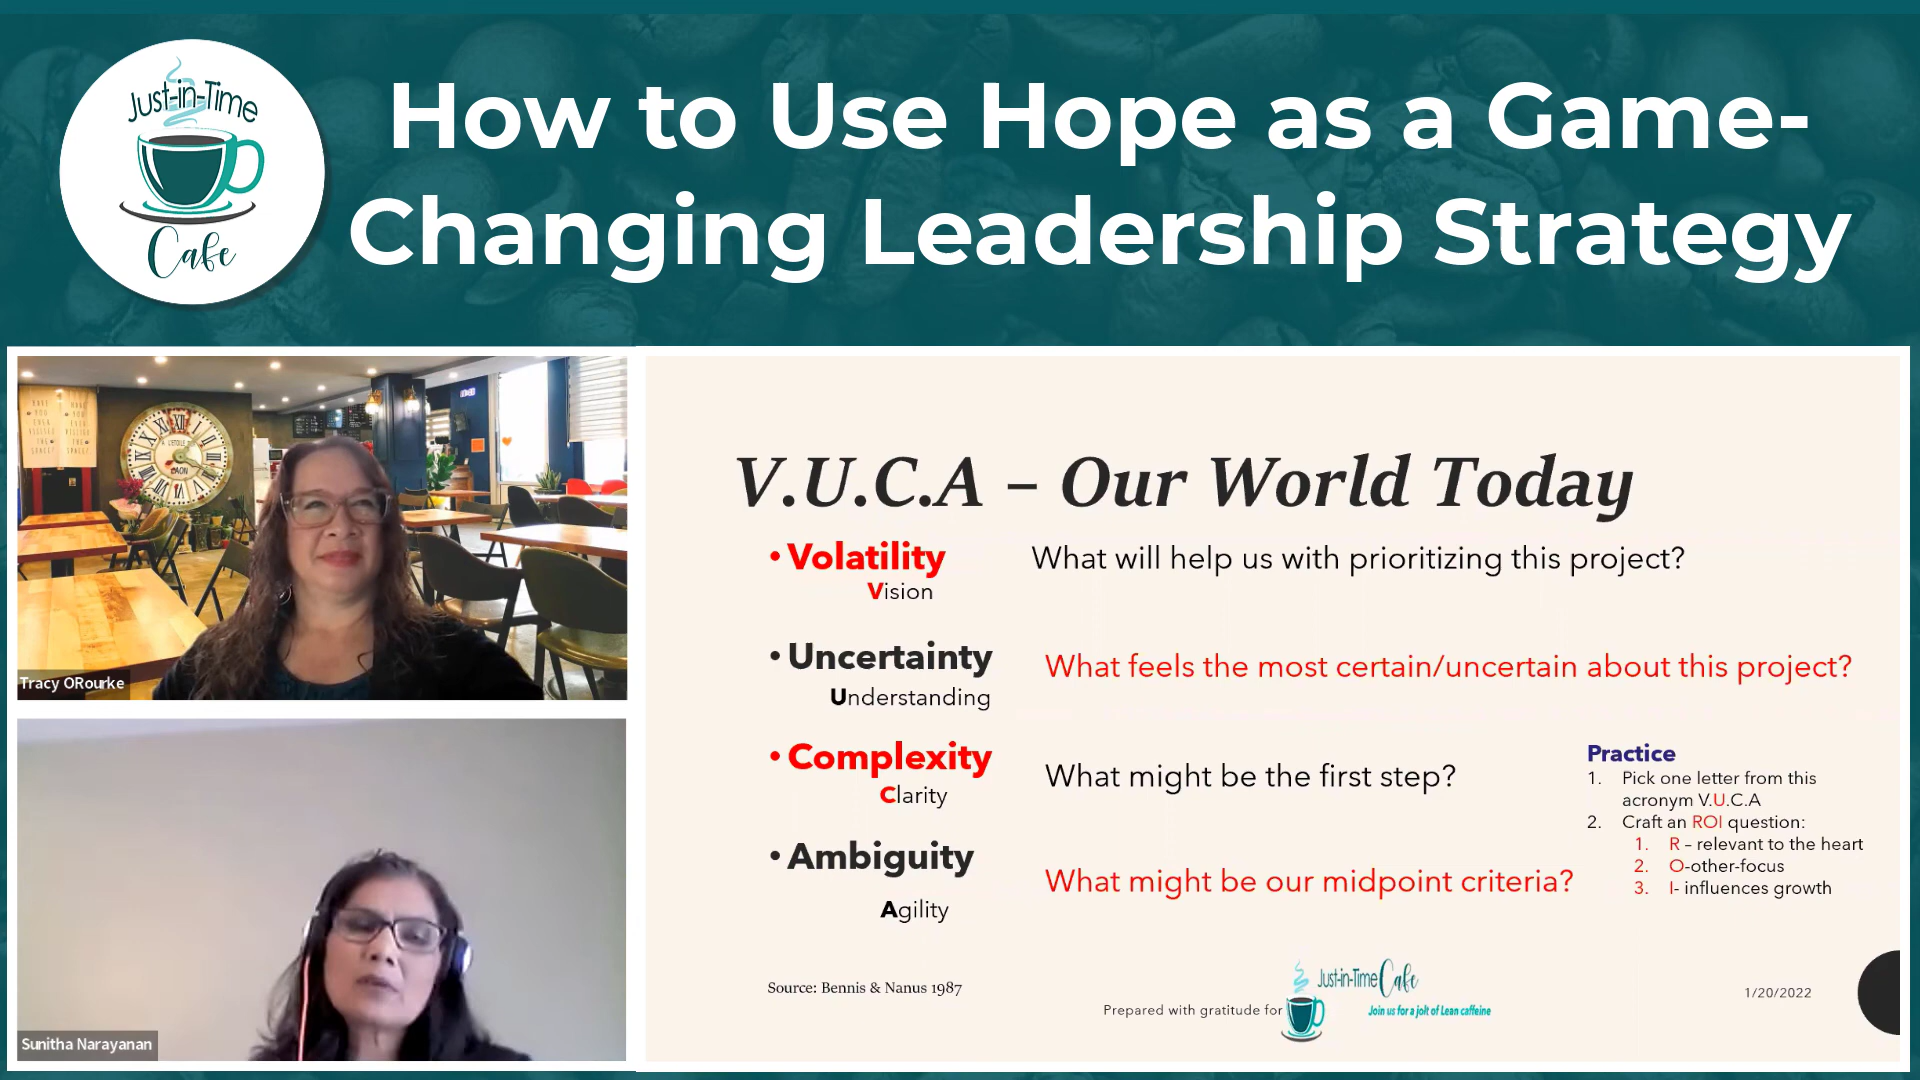 Just-in-Time
Cafe
How to Use Hope as a Game-
Changing Leadership Strategy
Tracy ORourke
Sunitha Narayanan
V.U.C.A – Our World Today
• Volatility
Vision
What will help us with prioritizing this project?
• Uncertainty
Understanding
What feels the most certain/uncertain about this project?
• Complexity
Clarity
What might be the first step?
• Ambiguity
Agility
What might be our midpoint criteria?
Practice
1. Pick one letter from this
acronym V.U.C.A
2. Craft an ROI question:
1. R – relevant to the heart
2. O-other-focus
3. I- influences growth
Source: Bennis & Nanus 1987
Prepared with gratitude for
Just-in-Time Cafe
Join us for a jolt of Lean caffeine
1/20/2022